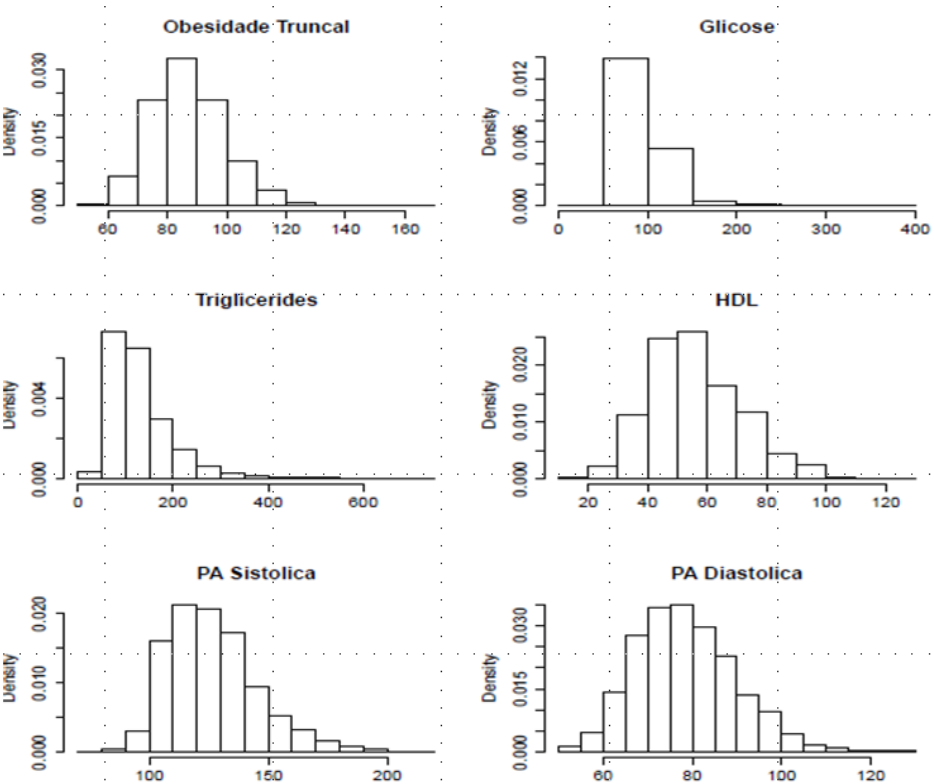 Obesidade Truncal
Density
0.000 0.015 0.030
60 80 100 120 140 160
Glicose
Density
0.000 0.006 0.012
0 100 200 300 400
Triglicerides
Density
0.000 0.004
0 200 400 600
HDL
Density
0.000 0.010 0.020
20 40 60 80 100 120
PA Sistolica
Density
0.000 0.010 0.020
100 150 200
PA Diastolica
Density
0.000 0.015 0.030
60 80 100 120